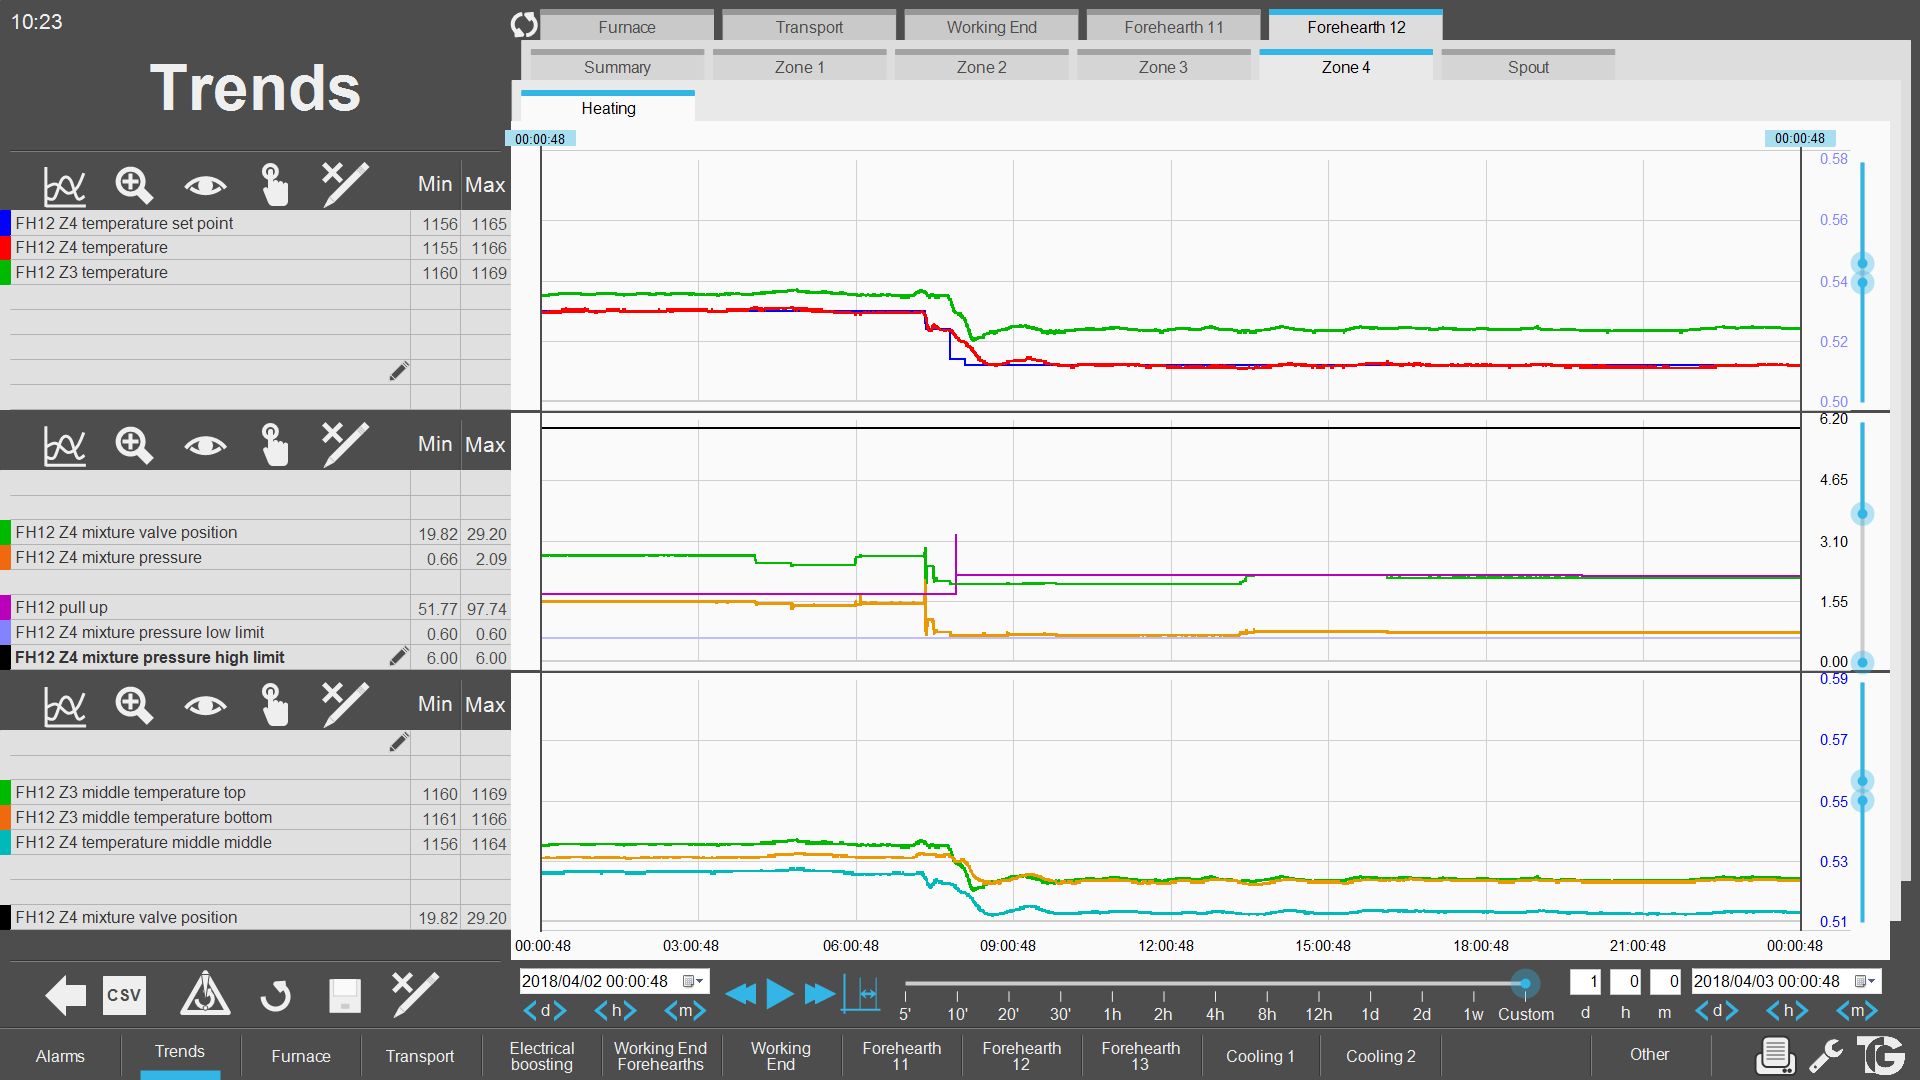 10:23
Trends
Furnace Transport Working End Forehearth 11 Forehearth 12
Summary Zone 1 Zone 2 Zone 3 Zone 4 Spout
Heating
00:00:48 00:00:48
Min Max
FH12 Z4 temperature set point 1156 1165
FH12 Z4 temperature 1155 1166
FH12 Z3 temperature 1160 1169
0.58
0.56
0.54
0.52
0.50
Min Max
FH12 Z4 mixture valve position 19.82 29.20
FH12 Z4 mixture pressure 0.66 2.09
FH12 pull up 51.77 97.74
FH12 Z4 mixture pressure low limit 0.60 0.60
FH12 Z4 mixture pressure high limit 6.00 6.00
6.20
4.65
3.10
1.55
0.00
Min Max
FH12 Z3 middle temperature top 1160 1169
FH12 Z3 middle temperature bottom 1161 1166
FH12 Z4 temperature middle middle 1156 1164
FH12 Z4 mixture valve position 19.82 29.20
0.59
0.57
0.55
0.53
0.51
00:00:48 03:00:48 06:00:48 09:00:48 12:00:48 15:00:48 18:00:48 21:00:48 00:00:48
CSV
2018/04/02 00:00:48
d h m
5' 10' 20' 30' 1h 2h 4h 8h 12h 1d 2d 1w Custom
1 0 0
d h m
2018/04/03 00:00:48
d h m
Alarms
Trends
Furnace
Transport
Electrical
boosting
Working End
Forehearths
Working
End
Forehearth
11
Forehearth
12
Forehearth
13
Cooling 1
Cooling 2
Other
TG